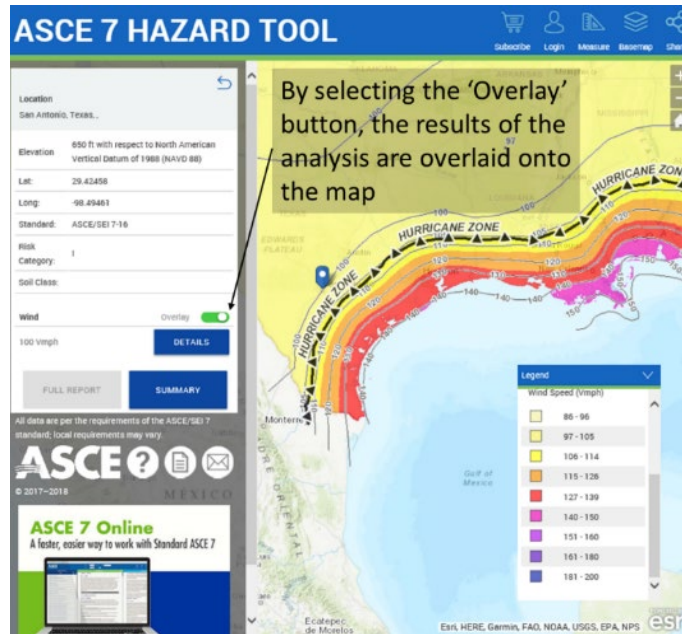 ASCE 7 HAZARD TOOL
Subscribe
Login
Measure
Basemap
Share
Location
San Antonio, Texas, ,
Elevation
650 ft with respect to North American
Vertical Datum of 1988 (NAVD 88)
Lat:
29.42458
Long:
-98.49461
Standard:
ASCE/SEI 7-16
Risk
Category:
I
Soil Class:
Wind
Overlay
100 Vmph
DETAILS
FULL REPORT
SUMMARY
All data are per the requirements of the ASCE/SEI 7
standard; local requirements may vary.
ASCE
© 2017–2018
ASCE 7 Online
A faster, easier way to work with Standard ASCE 7
By selecting the ‘Overlay’
button, the results of the
analysis are overlaid onto
the map
HURRICANE ZONE
HURRICANE ZONE
HURRICANE ZONE
EDWARDS
PLATEAU
Monterre
MÉXICO
Gulf of
Mexico
Ecatepec
de Morelos
Legend
Wind Speed (Vmph)
86 - 96
97 - 105
106 - 114
115 - 126
127 - 139
140 - 150
151 - 160
161 - 180
181 - 200
Esri, HERE, Garmin, FAO, NOAA, USGS, EPA, NPS
esri